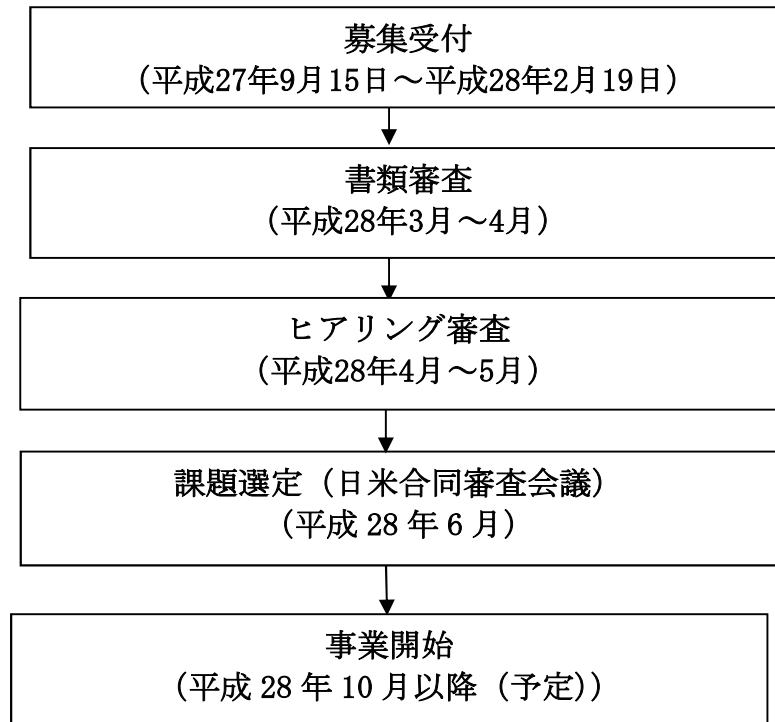 募集受付
（平成27年9月15日～平成28年2月19日）
書類審査
（平成28年3月～4月）
ヒアリング審査
（平成28年4月～5月）
課題選定（日米合同審査会議）
（平成 28 年 6 月）
事業開始
（平成 28 年 10 月以降（予定））